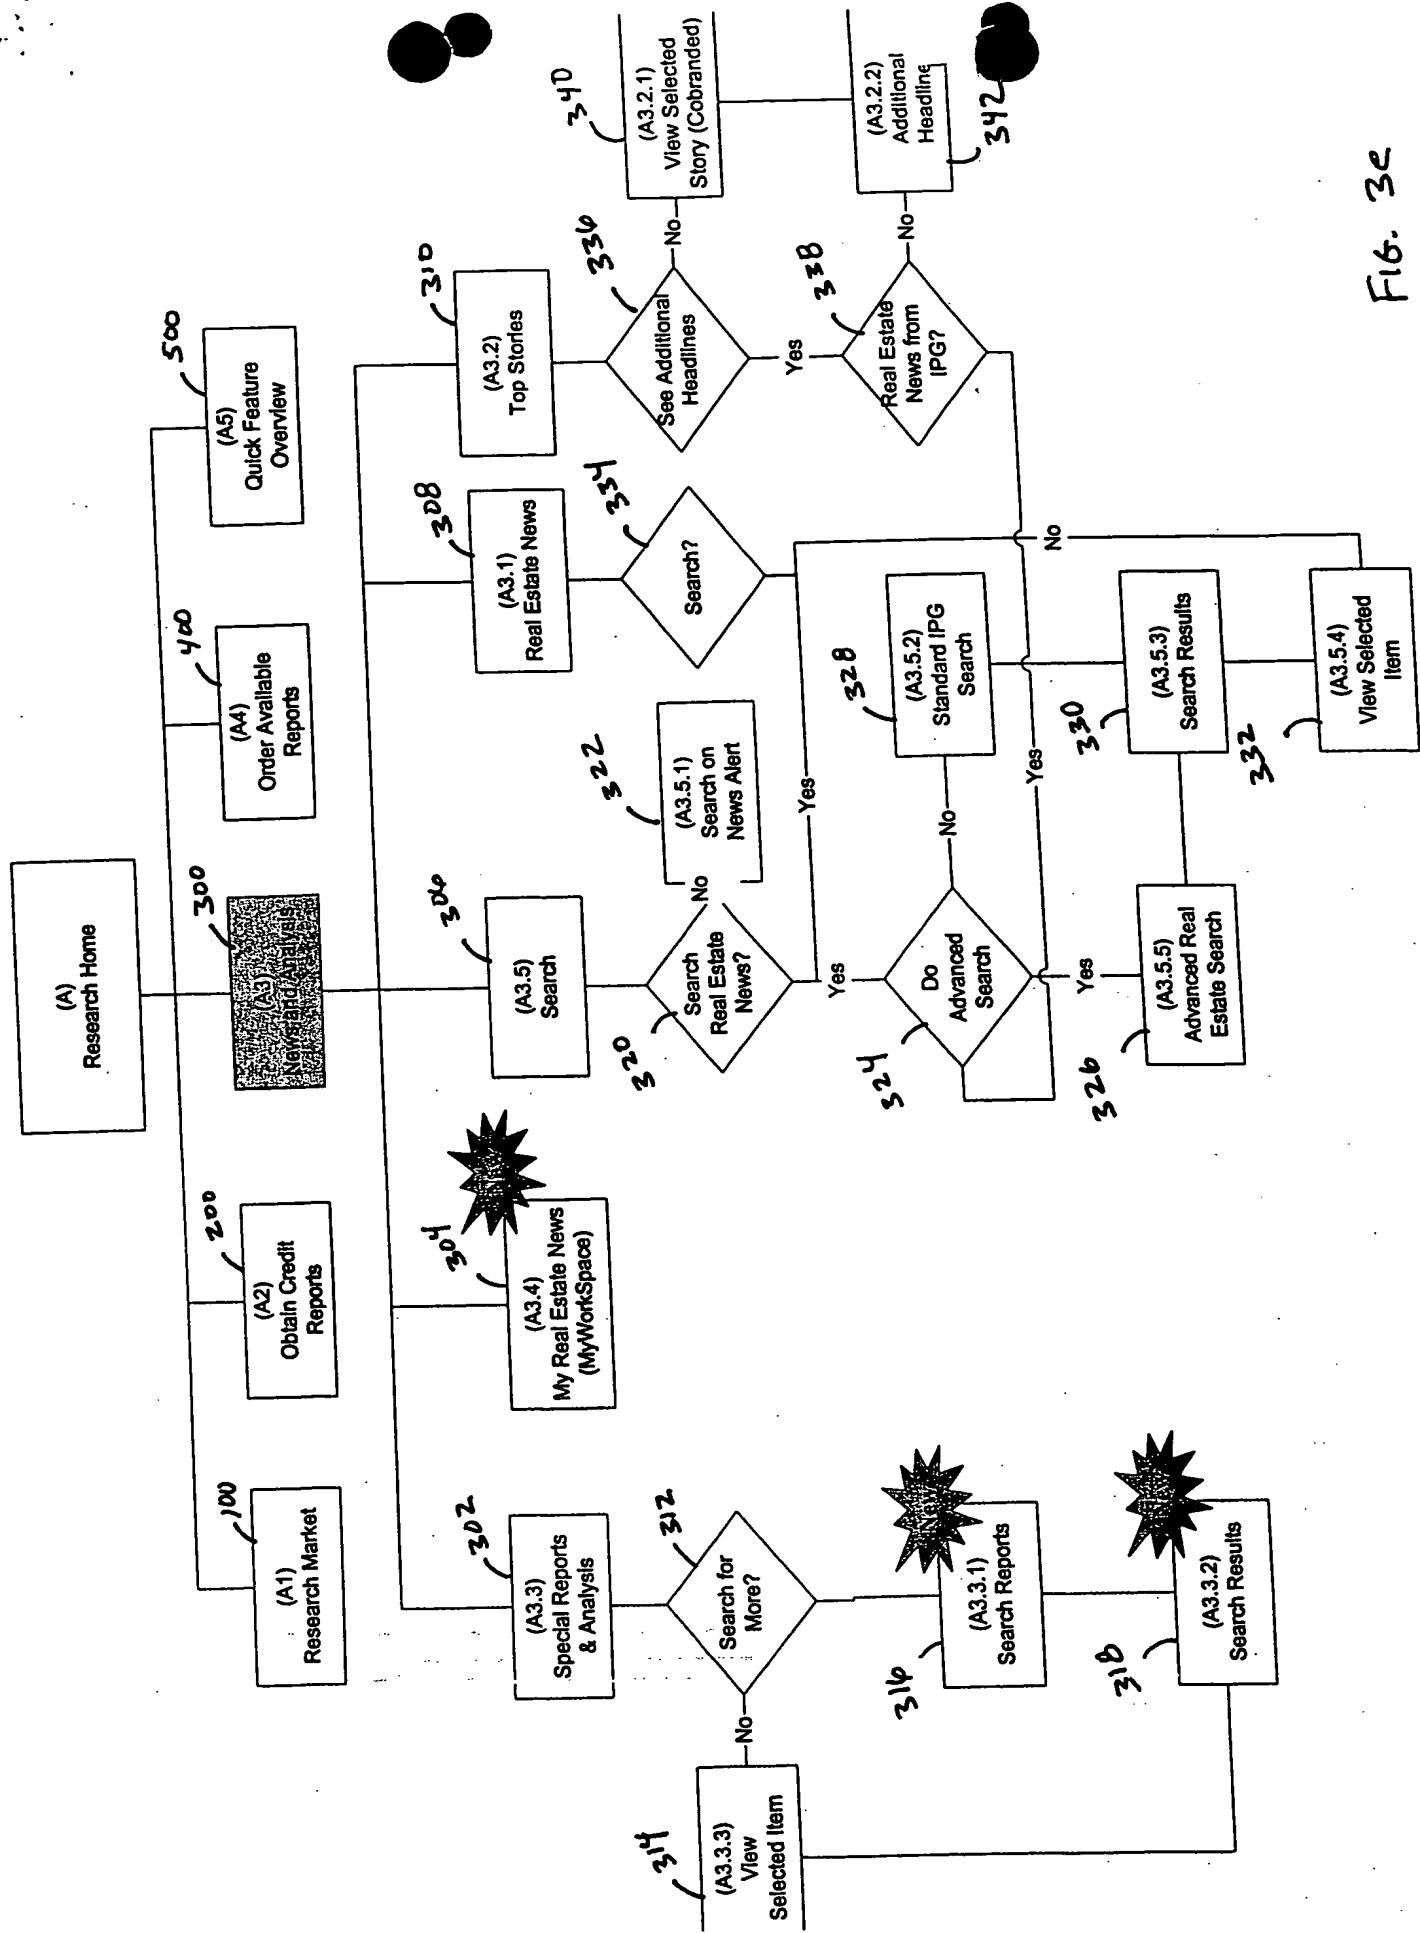 (A)
Research Home
100
(A1)
Research Market
200
(A2)
Obtain Credit
Reports
300
(A3)
News and Analysis
400
(A4)
Order Available
Reports
500
(A5)
Quick Feature
Overview
302
(A3.3)
Special Reports
& Analysis
304
(A3.4)
My Real Estate News
(MyWorkSpace)
306
(A3.5)
Search
308
(A3.1)
Real Estate News
310
(A3.2)
Top Stories
312
Search for
More?
No
314
(A3.3.3)
View
Selected Item
316
(A3.3.1)
Search Reports
New
318
(A3.3.2)
Search Results
320
Search
Real Estate
News?
No
322
(A3.5.1)
Search on
News Alert
Yes
Yes
324
Do
Advanced
Search
No
328
(A3.5.2)
Standard IPG
Search
Yes
Yes
326
(A3.5.5)
Advanced Real
Estate Search
330
(A3.5.3)
Search Results
332
(A3.5.4)
View Selected
Item
334
Search?
No
336
See Additional
Headlines
No
340
(A3.2.1)
View Selected
Story (Cobranded)
Yes
338
Real Estate
News from
IPG?
No
342
(A3.2.2)
Additional
Headline
FIG. 3e